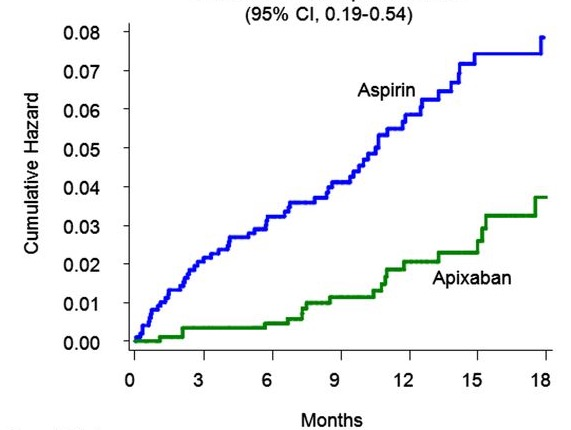 (95% CI, 0.19-0.54)
0.08
0.07
0.06
0.05
0.04
0.03
0.02
0.01
0.00
Cumulative Hazard
Aspirin
Apixaban
0 3 6 9 12 15 18
Months